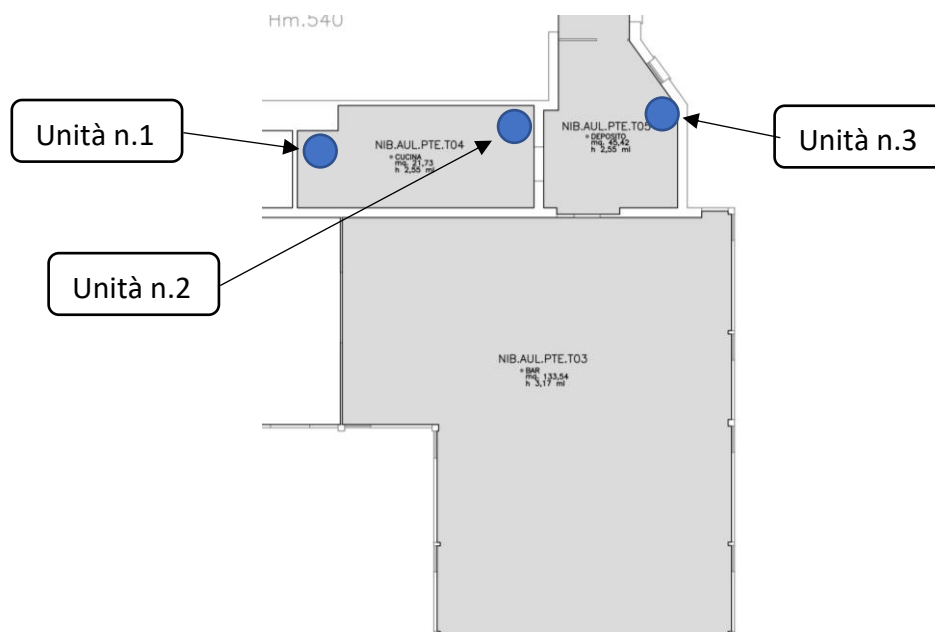 Hm.540
Unità n.1
NIB.AUL.PTE.T04
CUCINA
mq. 21,73
h 2,55 ml
NIB.AUL.PTE.T05
DEPOSITO
mq. 45,42
h 2,55 ml
Unità n.3
Unità n.2
NIB.AUL.PTE.T03
BAR
mq. 133,54
h 3,17 ml